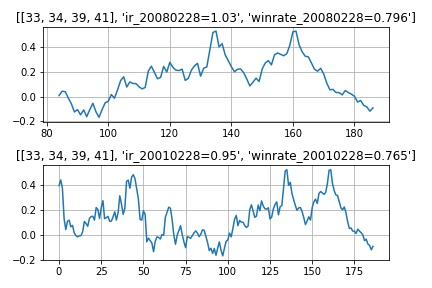 [[33, 34, 39, 41], 'ir_20080228=1.03', 'winrate_20080228=0.796']
0.4
0.2
0.0
−0.2
80 100 120 140 160 180
[[33, 34, 39, 41], 'ir_20010228=0.95', 'winrate_20010228=0.765']
0.4
0.2
0.0
−0.2
0 25 50 75 100 125 150 175